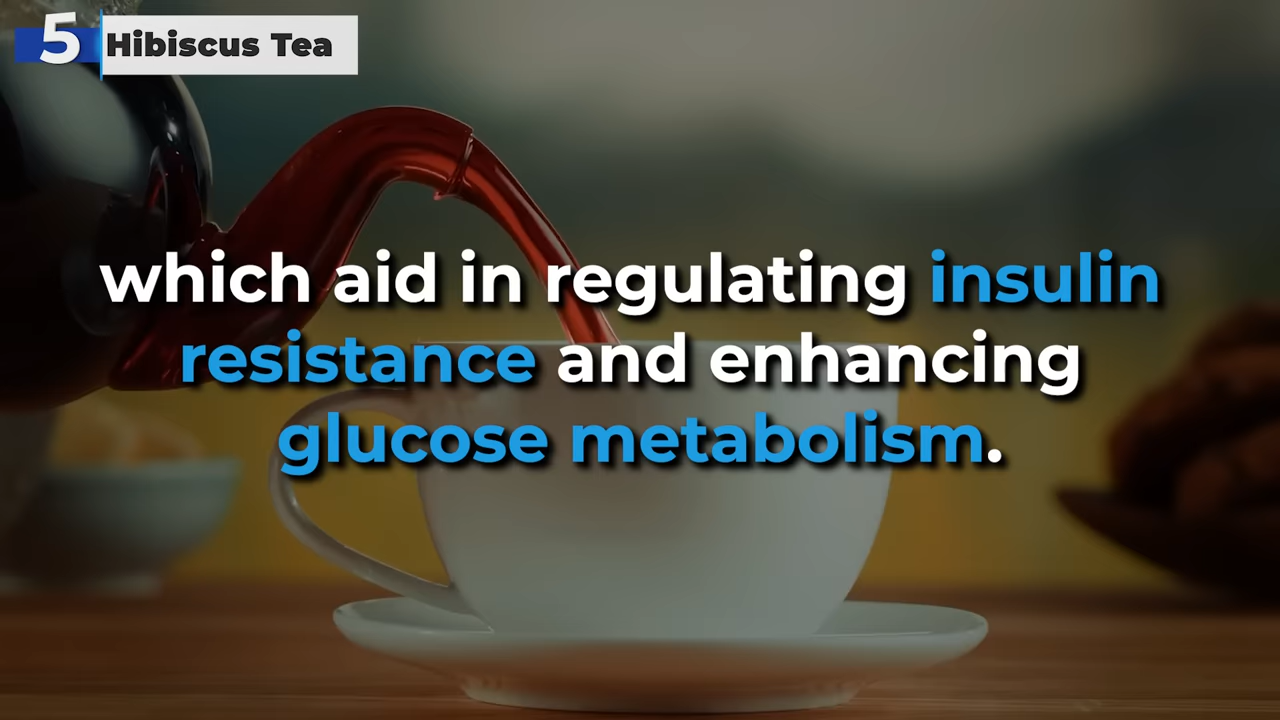 5 Hibiscus Tea
which aid in regulating insulin
resistance and enhancing
glucose metabolism.